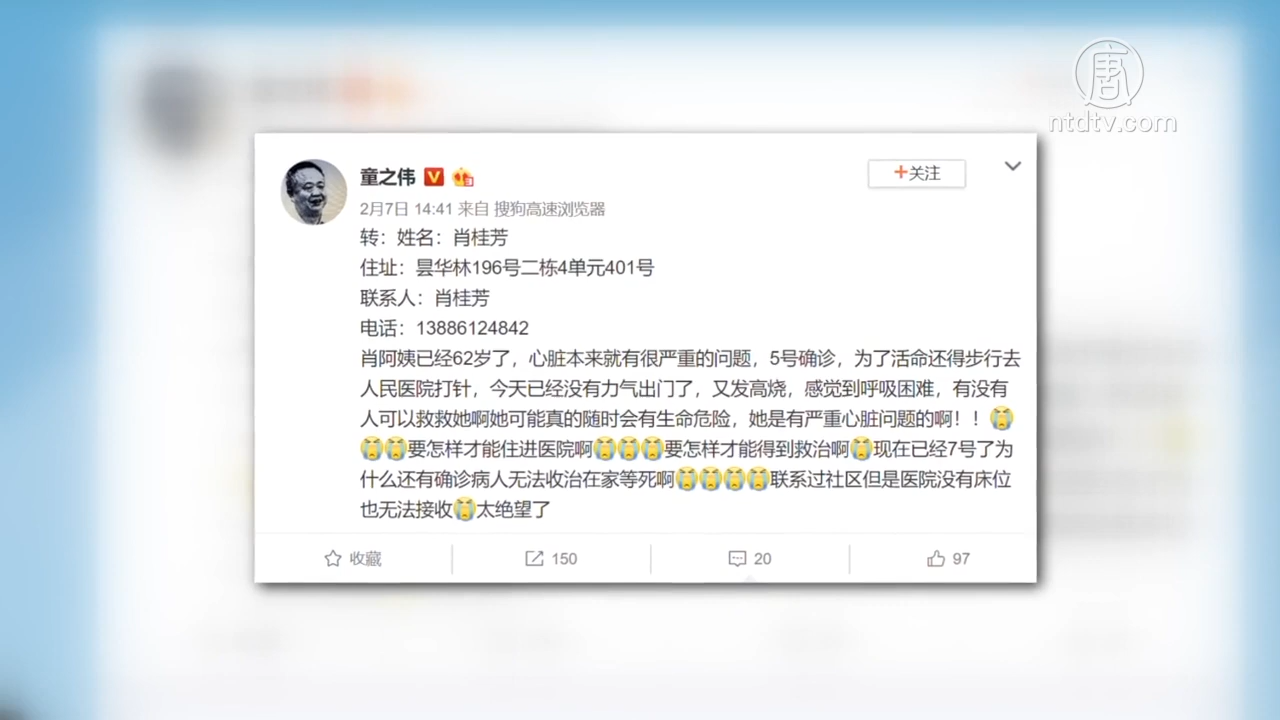 唐
ntdtv.com
童之伟
+关注
2月7日 14:41 来自 搜狗高速浏览器
转：姓名：肖桂芳
住址：昙华林196号二栋4单元401号
联系人：肖桂芳
电话：13886124842
肖阿姨已经62岁了，心脏本来就有很严重的问题，5号确诊，为了活命还得步行去
人民医院打针，今天已经没有力气出门了，又发高烧，感觉到呼吸困难，有没有
人可以救救她啊她可能真的随时会有生命危险，她是有严重心脏问题的啊！！😭
😭😭要怎样才能住进医院啊😭😭😭要怎样才能得到救治啊😭现在已经7号了为
什么还有确诊病人无法收治在家等死啊😭😭😭😭联系过社区但是医院没有床位
也无法接收😭太绝望了
收藏
150
20
97